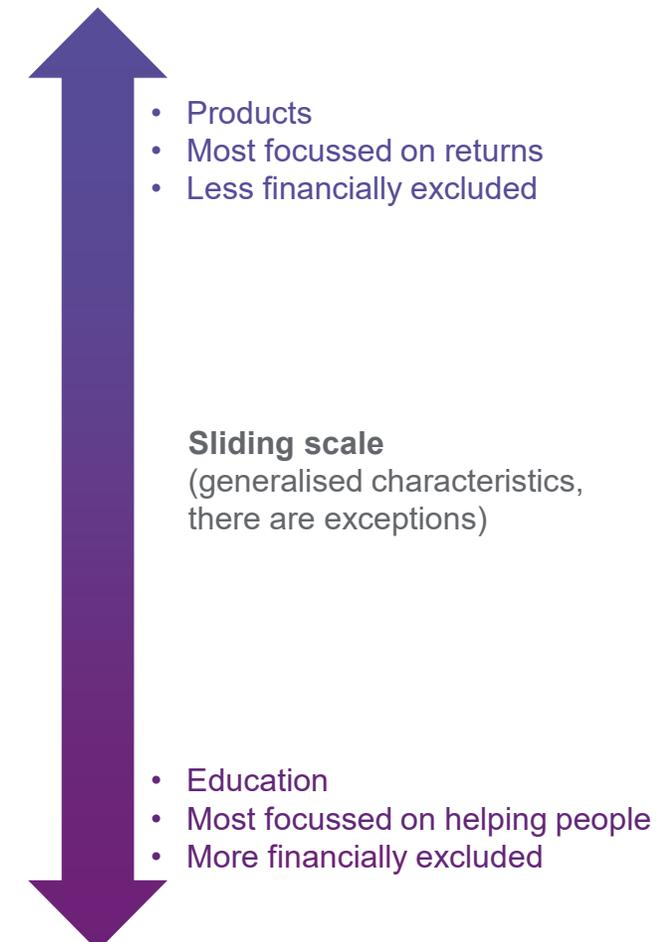 • Products
• Most focussed on returns
• Less financially excluded
Sliding scale
(generalised characteristics,
there are exceptions)
• Education
• Most focussed on helping people
• More financially excluded